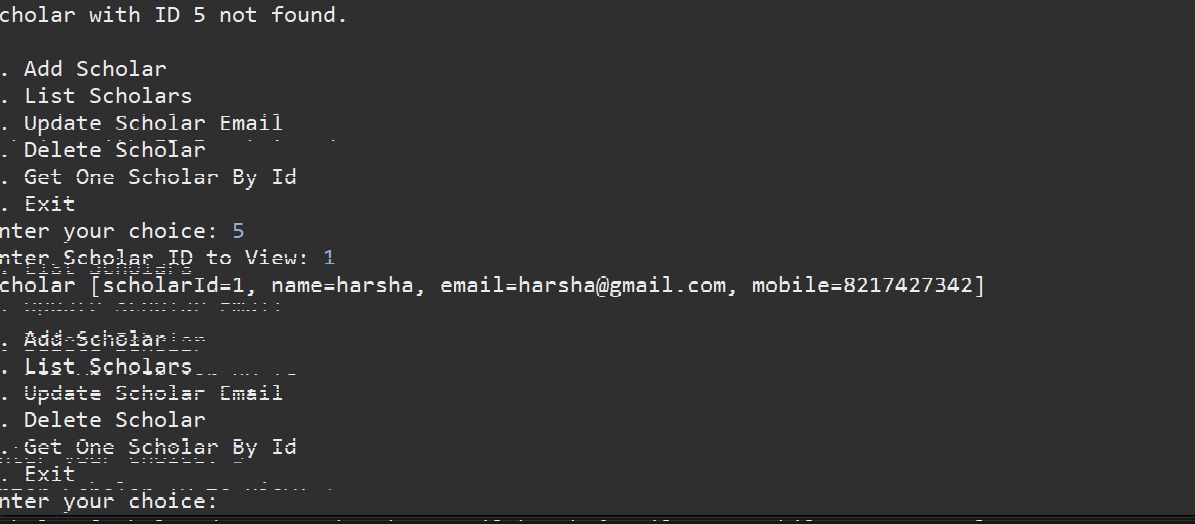 cholar with ID 5 not found.
. Add Scholar
. List Scholars
. Update Scholar Email
. Delete Scholar
. Get One Scholar By Id
. Exit
nter your choice: 5
nter Scholar ID to View: 1
cholar [scholarId=1, name=harsha, email=harsha@gmail.com, mobile=8217427342]
. Add Scholar
. List Scholars
. Update Scholar Email
. Delete Scholar
. Get One Scholar By Id
. Exit
nter your choice: